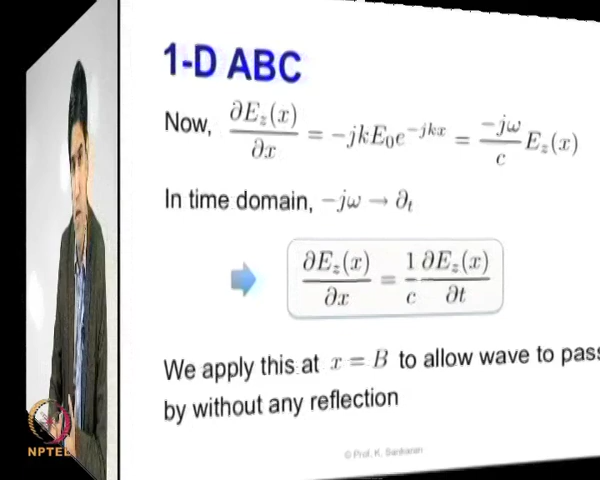 1-D ABC
Now, ∂E_z(x)/∂x = -jkE_0e^{-jkx} = -jω/c E_z(x)
In time domain, -jω → ∂_t
∂E_z(x)/∂x = 1/c ∂E_z(x)/∂t
We apply this at x = B to allow wave to pass
by without any reflection
© Prof. K. Sankaran
NPTEL